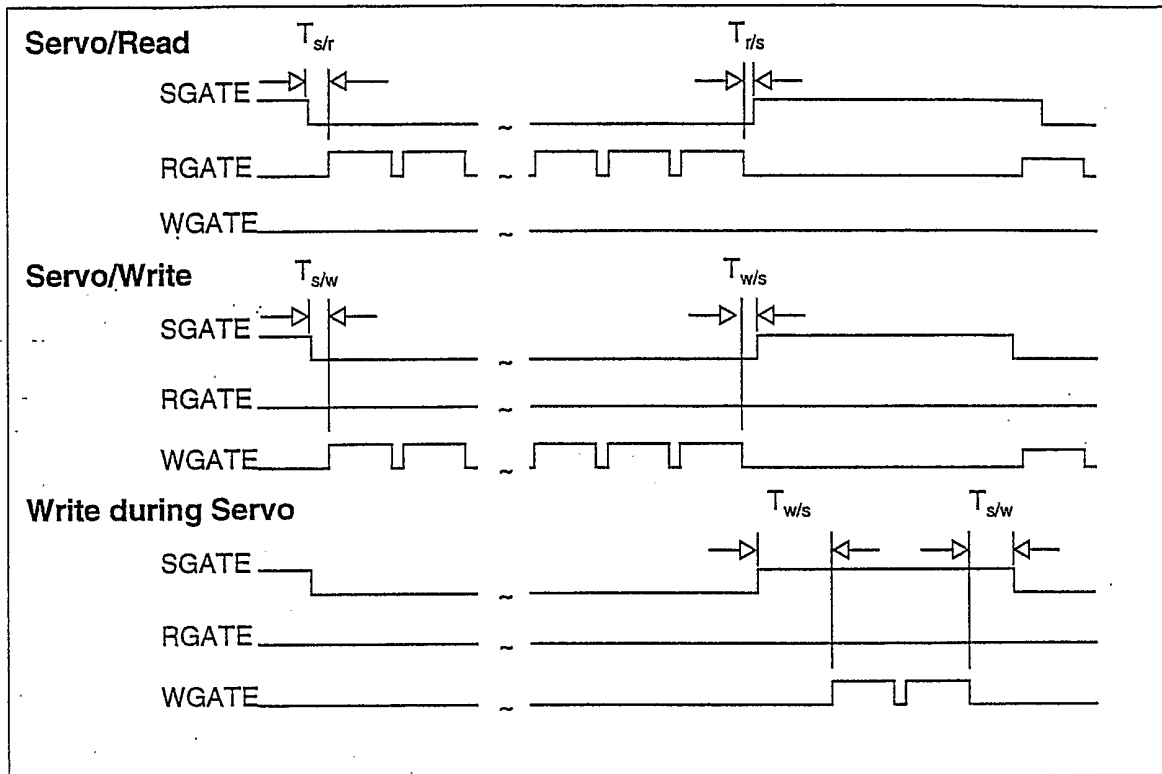 Servo/Read
T s/r
T r/s
SGATE
RGATE
~
WGATE
~
Servo/Write
T s/w
T w/s
SGATE
~
RGATE
~
WGATE
~
Write during Servo
T w/s
T s/w
SGATE
~
RGATE
~
WGATE
~